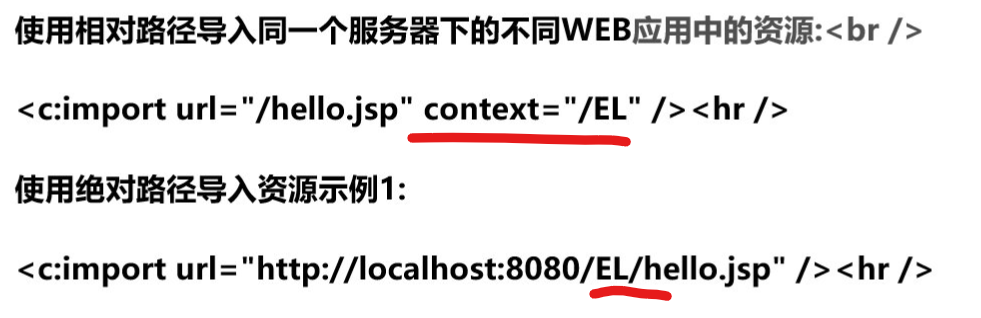 使用相对路径导入同一个服务器下的不同WEB应用中的资源:<br />
<c:import url="/hello.jsp" context="/EL" /><hr />
使用绝对路径导入资源示例1:
<c:import url="http://localhost:8080/EL/hello.jsp" /><hr />